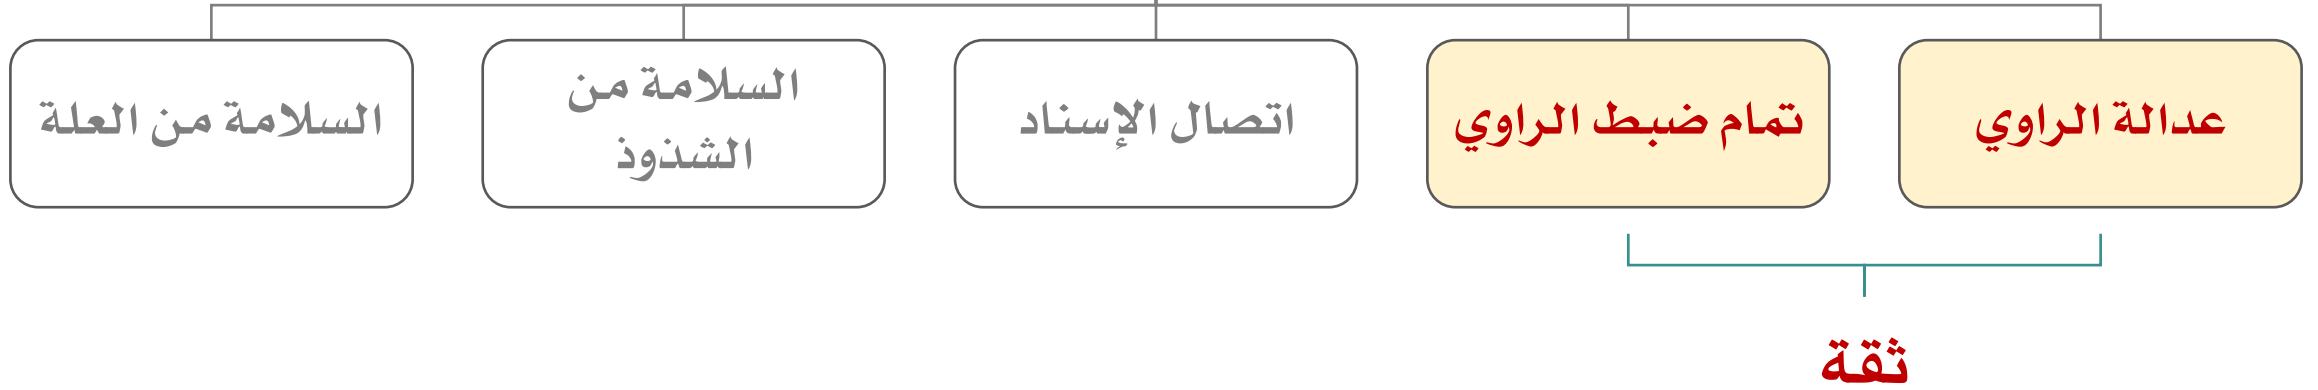 عدالة الراوي
تمام ضبط الراوي
اتصال الإسناد
السلامة من
الشذوذ
السلامة من العلة
ثقة